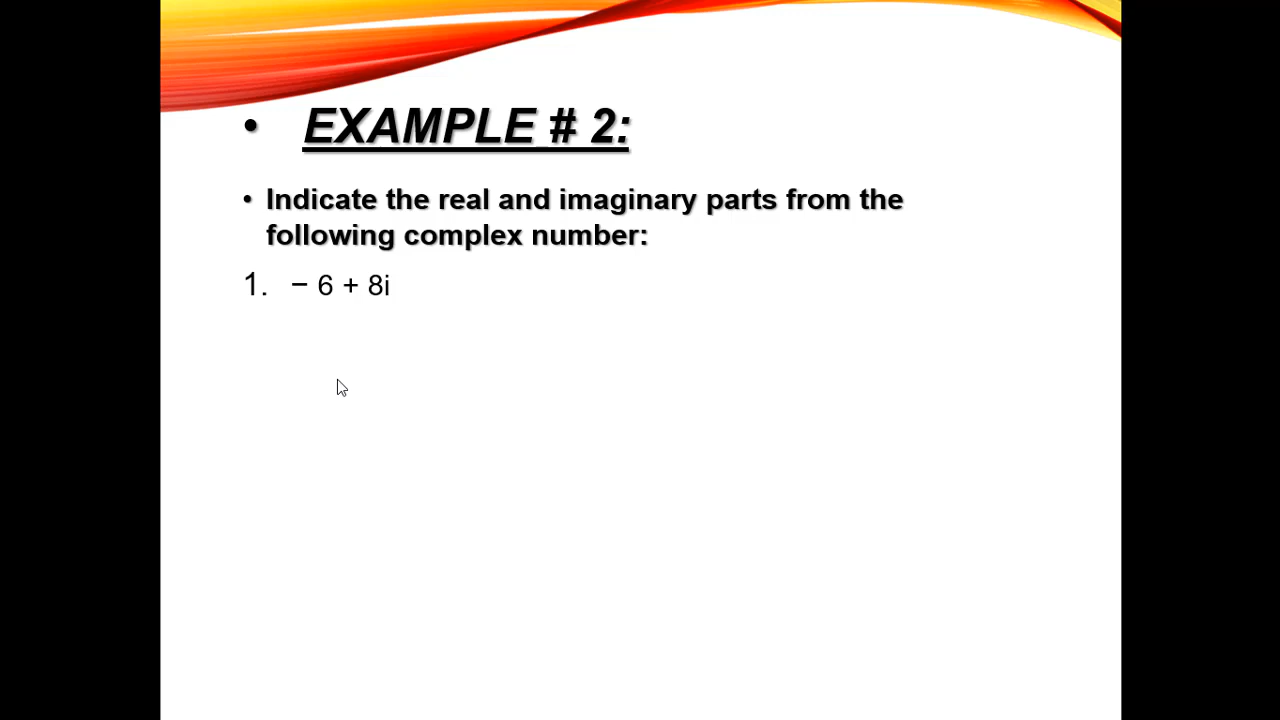 • EXAMPLE # 2:
• Indicate the real and imaginary parts from the
following complex number:
1. − 6 + 8i